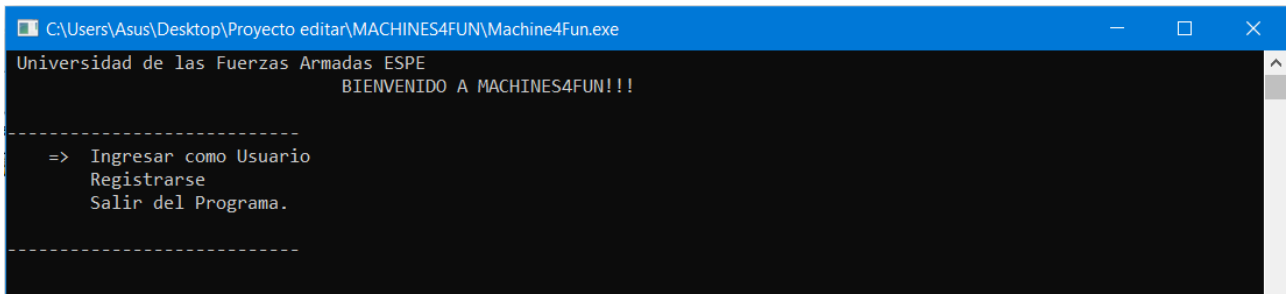 C:\Users\Asus\Desktop\Proyecto editar\MACHINES4FUN\Machine4Fun.exe
Universidad de las Fuerzas Armadas ESPE
BIENVENIDO A MACHINES4FUN!!!
----------------------------
=> Ingresar como Usuario
Registrarse
Salir del Programa.
----------------------------